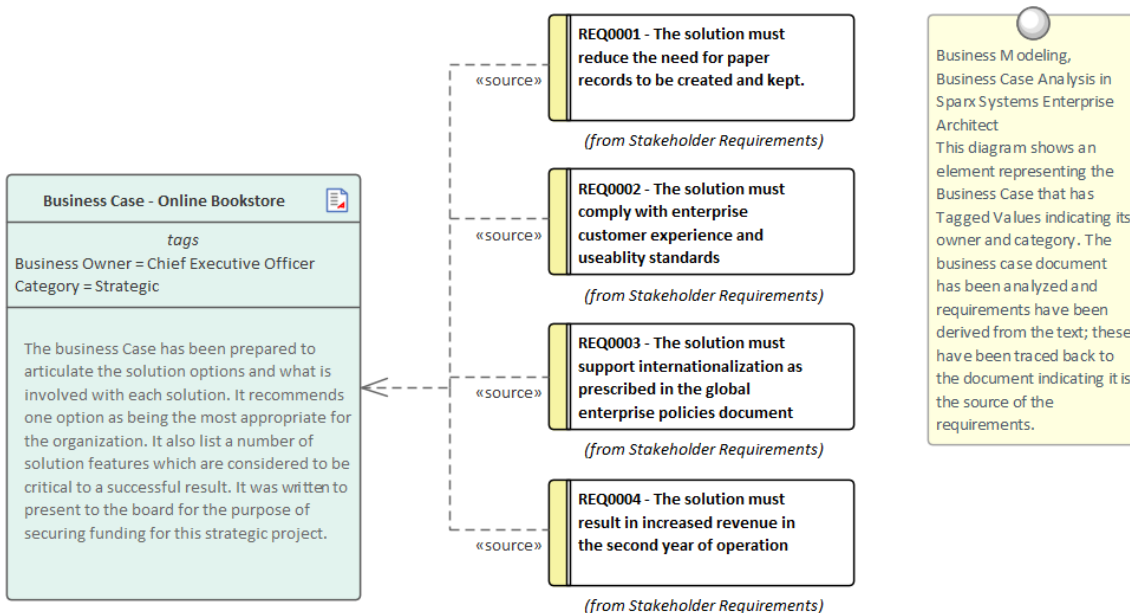 Business Case - Online Bookstore
tags
Business Owner = Chief Executive Officer
Category = Strategic
The business Case has been prepared to
articulate the solution options and what is
involved with each solution. It recommends
one option as being the most appropriate for
the organization. It also list a number of
solution features which are considered to be
critical to a successful result. It was written to
present to the board for the purpose of
securing funding for this strategic project.
«source»
REQ0001 - The solution must
reduce the need for paper
records to be created and kept.
(from Stakeholder Requirements)
«source»
REQ0002 - The solution must
comply with enterprise
customer experience and
useablity standards
(from Stakeholder Requirements)
«source»
REQ0003 - The solution must
support internationalization as
prescribed in the global
enterprise policies document
(from Stakeholder Requirements)
«source»
REQ0004 - The solution must
result in increased revenue in
the second year of operation
(from Stakeholder Requirements)
Business Modeling,
Business Case Analysis in
Sparx Systems Enterprise
Architect
This diagram shows an
element representing the
Business Case that has
Tagged Values indicating its
owner and category. The
business case document
has been analyzed and
requirements have been
derived from the text; these
have been traced back to
the document indicating it is
the source of the
requirements.